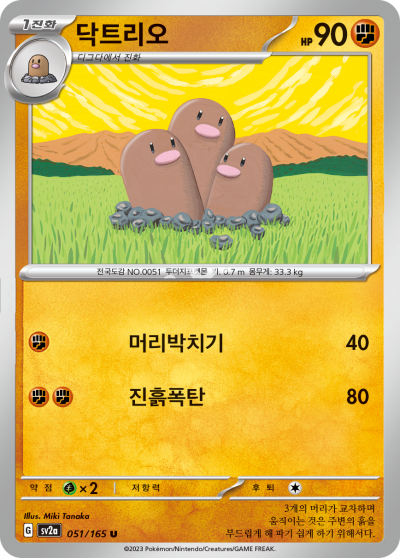 1진화
닥트리오
HP 90
디그다에서 진화
전국도감 NO.0051 두더지포켓몬 키: 0.7 m 몸무게: 33.3 kg
머리박치기 40
진흙폭탄 80
약점 ×2 저항력 후퇴
Illus. Miki Tanaka
G sv2a 051/165 U
3개의 머리가 교차하며
움직이는 것은 주변의 흙을
부드럽게 해 파기 쉽게 하기 위해서다.
©2023 Pokémon/Nintendo/Creatures/GAME FREAK.